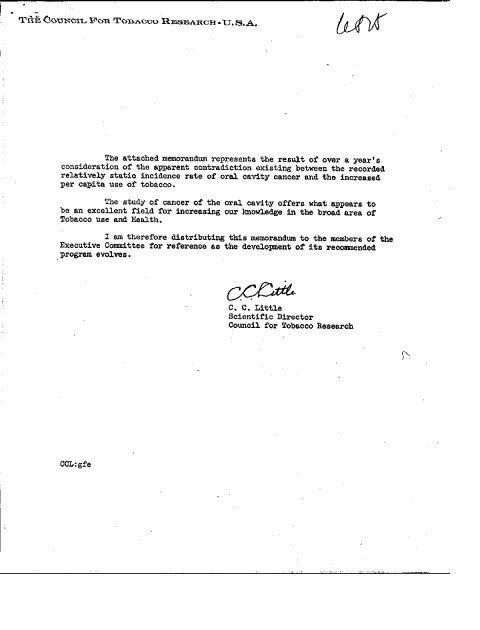 THE COUNCIL FOR TOBACCO RESEARCH - U.S.A.
The attached memorandum represents the result of over a year's
consideration of the apparent contradiction existing between the recorded
relatively static incidence rate of oral cavity cancer and the increased
per capita use of tobacco.
The study of cancer of the oral cavity offers what appears to
be an excellent field for increasing our knowledge in the broad area of
Tobacco use and Health.
I am therefore distributing this memorandum to the members of the
Executive Committee for reference as the development of its recommended
program evolves.
C C Little
C. C. Little
Scientific Director
Council for Tobacco Research
CCL:gfe